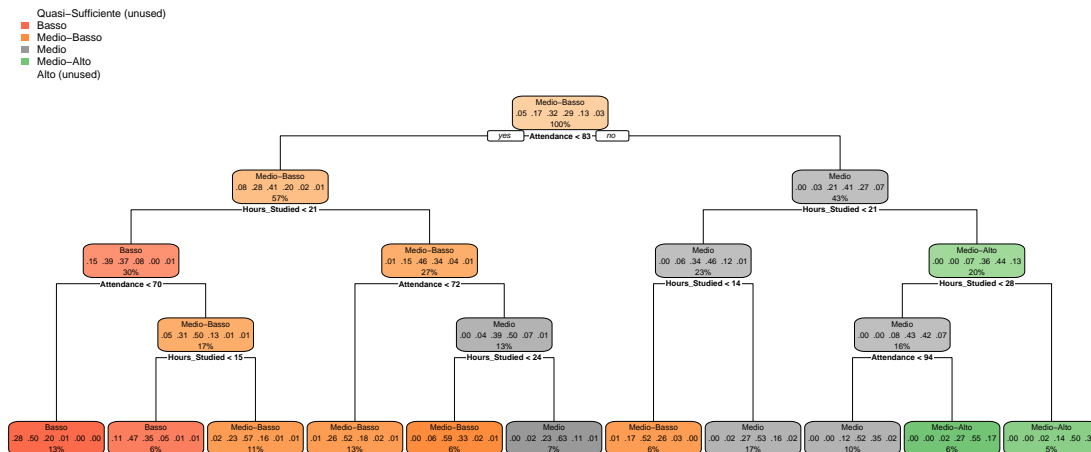 Quasi−Sufficiente (unused)
Basso
Medio−Basso
Medio
Medio−Alto
Alto (unused)
Medio−Basso
.05 .17 .32 .29 .13 .03
100%
yes Attendance < 83 no
Medio−Basso
.08 .28 .41 .20 .02 .01
57%
Hours_Studied < 21
Medio
.00 .03 .21 .41 .27 .07
43%
Hours_Studied < 21
Basso
.15 .39 .37 .08 .00 .01
30%
Attendance < 70
Medio−Basso
.01 .15 .46 .34 .04 .01
27%
Attendance < 72
Medio
.00 .06 .34 .46 .12 .01
23%
Hours_Studied < 14
Medio−Alto
.00 .00 .07 .36 .44 .13
20%
Hours_Studied < 28
Medio−Basso
.05 .31 .50 .13 .01 .01
17%
Hours_Studied < 15
Medio
.00 .04 .39 .50 .07 .01
13%
Hours_Studied < 24
Medio
.00 .00 .08 .43 .42 .07
16%
Attendance < 94
Basso
.28 .50 .20 .01 .00 .00
13%
Basso
.11 .47 .35 .05 .01 .01
6%
Medio−Basso
.02 .23 .57 .16 .01 .01
11%
Medio−Basso
.01 .26 .52 .18 .02 .01
13%
Medio−Basso
.00 .06 .59 .33 .02 .01
6%
Medio
.00 .02 .23 .63 .11 .01
7%
Medio−Basso
.01 .17 .52 .26 .03 .00
6%
Medio
.00 .02 .27 .53 .16 .02
17%
Medio
.00 .00 .12 .52 .35 .02
10%
Medio−Alto
.00 .00 .02 .27 .55 .17
6%
Medio−Alto
.00 .00 .02 .14 .50
5%